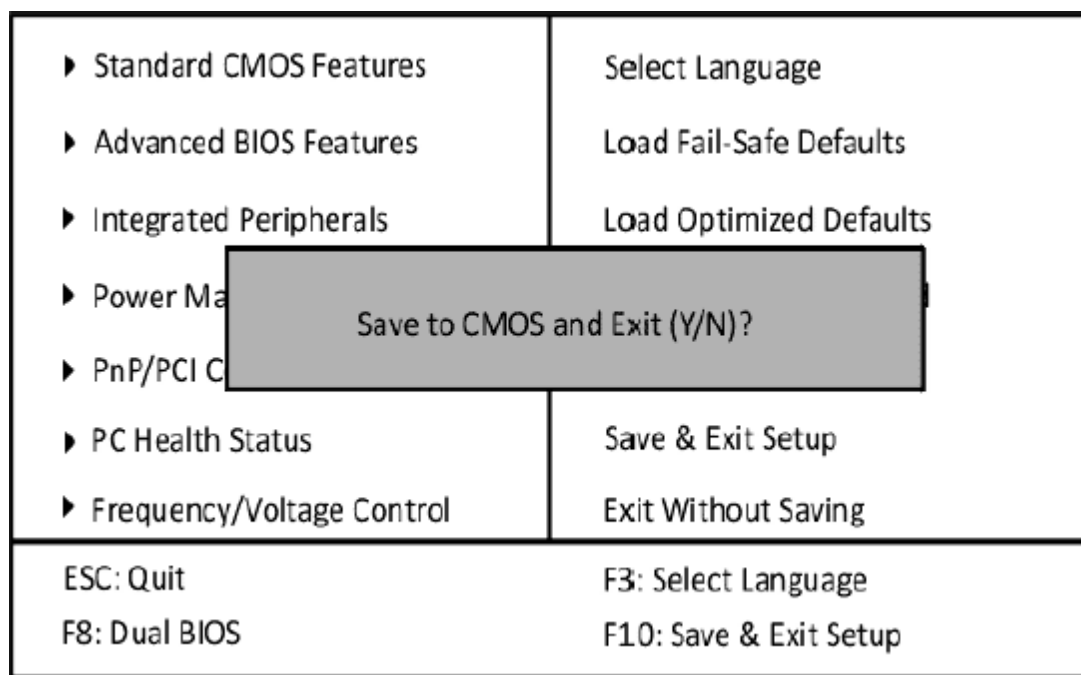 Standard CMOS Features
Advanced BIOS Features
Integrated Peripherals
Power Ma
PnP/PCI C
PC Health Status
Frequency/Voltage Control
Select Language
Load Fail-Safe Defaults
Load Optimized Defaults
Save & Exit Setup
Exit Without Saving
Save to CMOS and Exit (Y/N)?
ESC: Quit
F8: Dual BIOS
F3: Select Language
F10: Save & Exit Setup